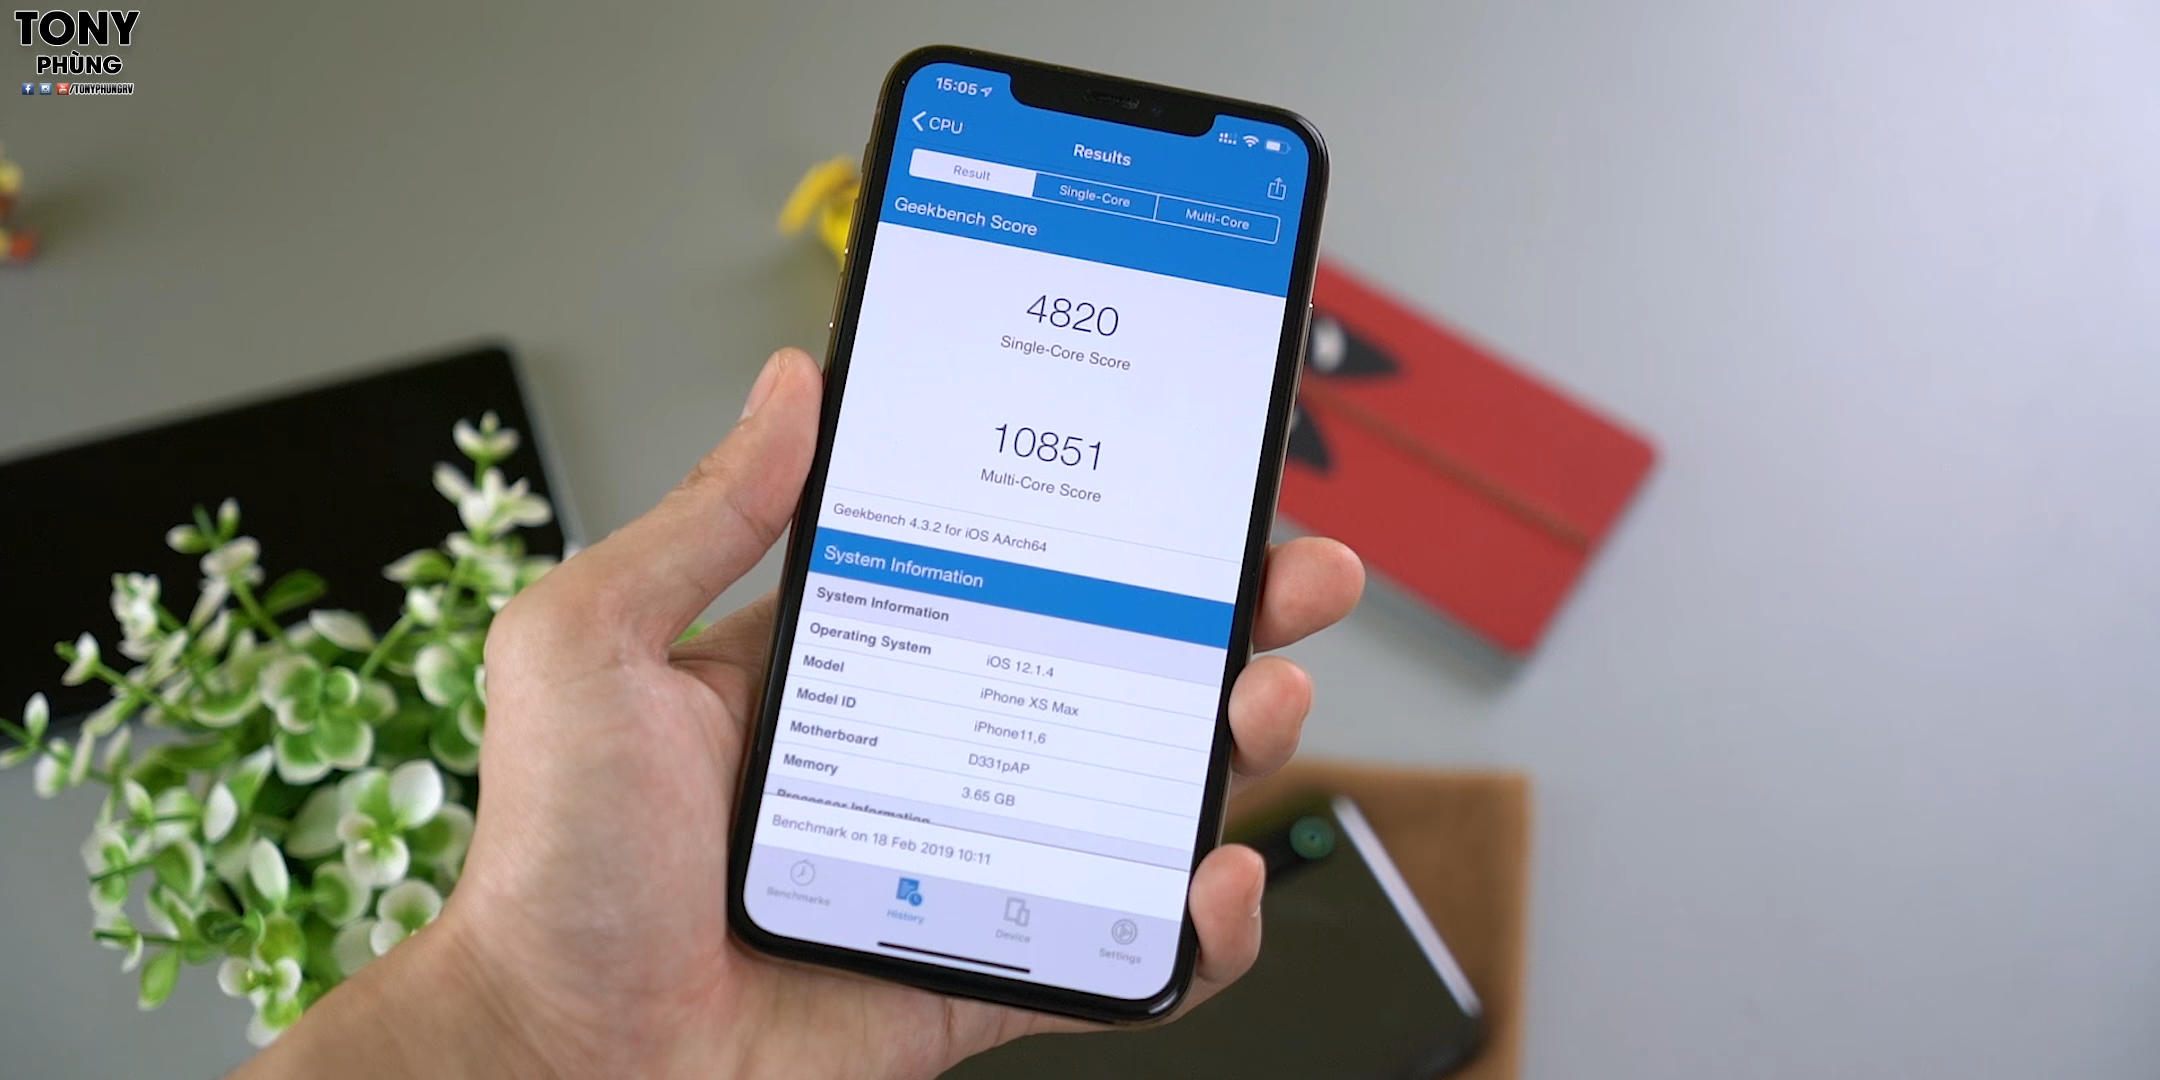 TONY
PHÙNG
/TONYPHUNGRV
15:05
CPU
Results
Result
Single-Core
Multi-Core
Geekbench Score
4820
Single-Core Score
10851
Multi-Core Score
Geekbench 4.3.2 for iOS AArch64
System Information
System Information
Operating System iOS 12.1.4
Model iPhone XS Max
Model ID iPhone11,6
Motherboard D331pAP
Memory 3.65 GB
Processor Information
Benchmark on 18 Feb 2019 10:11
Benchmarks
History
Device
Settings